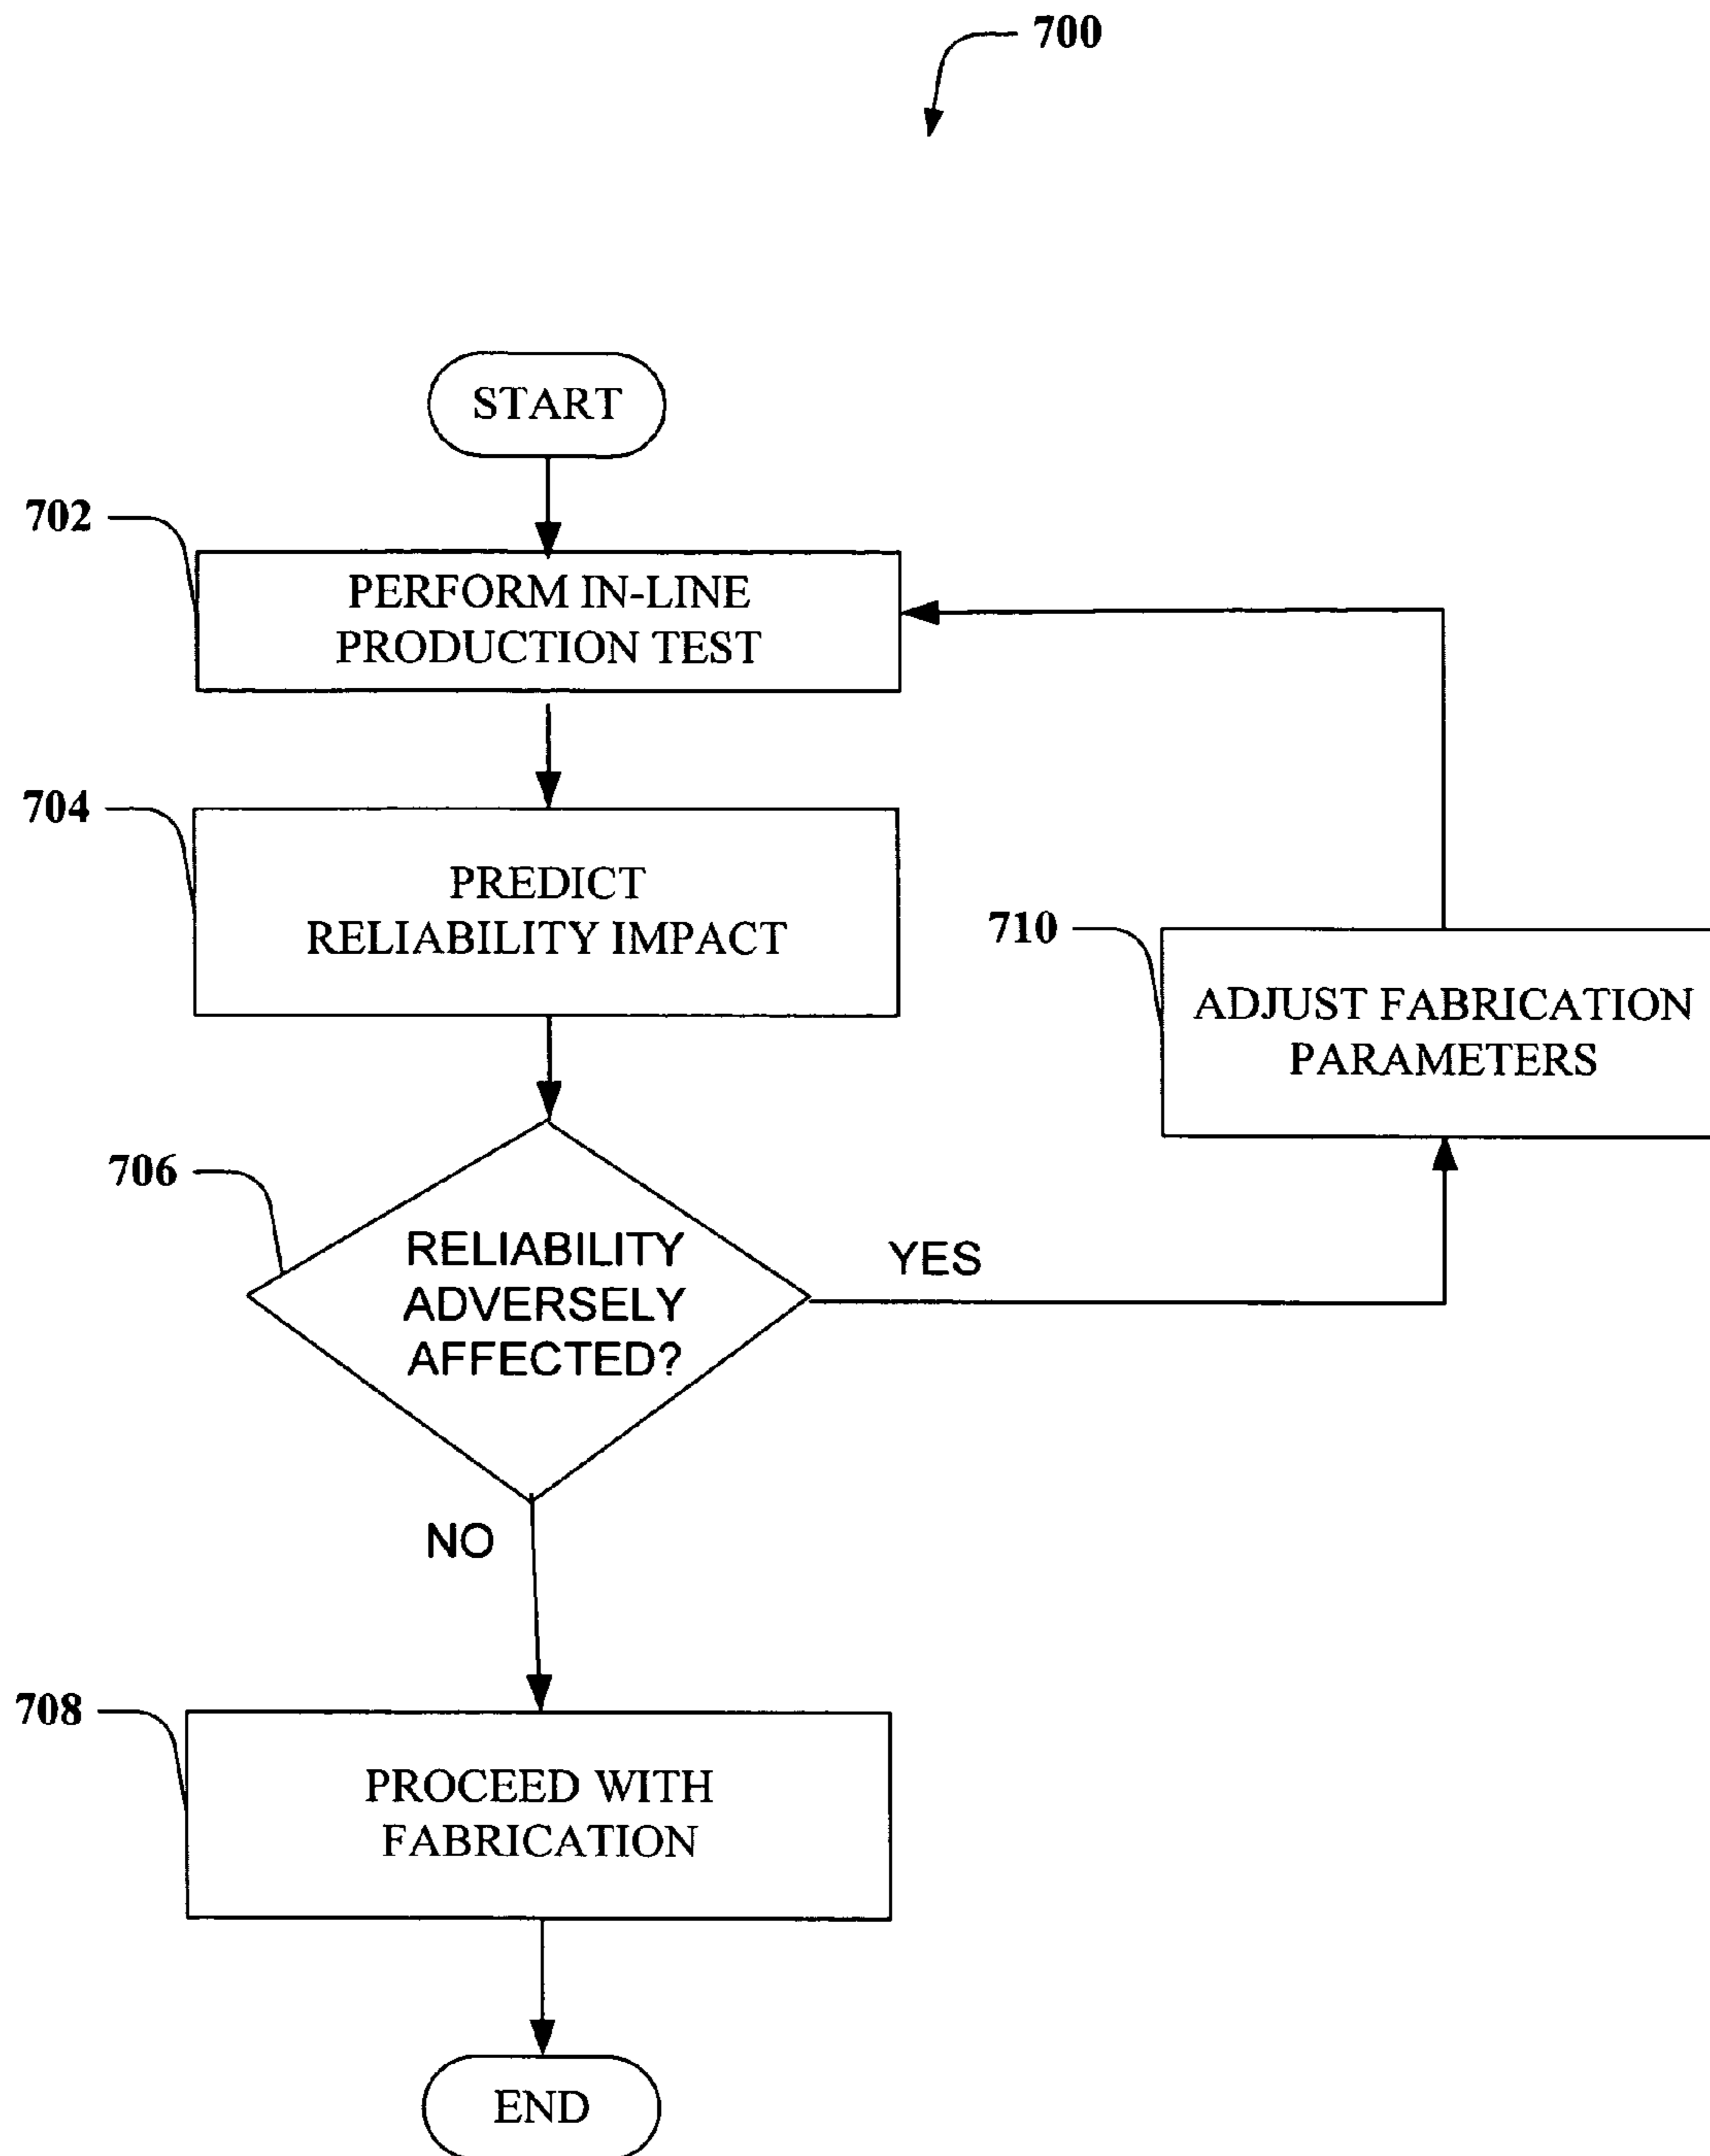 700
START
702
PERFORM IN-LINE
PRODUCTION TEST
704
PREDICT
RELIABILITY IMPACT
710
ADJUST FABRICATION
PARAMETERS
706
RELIABILITY
ADVERSELY
AFFECTED?
YES
NO
708
PROCEED WITH
FABRICATION
END